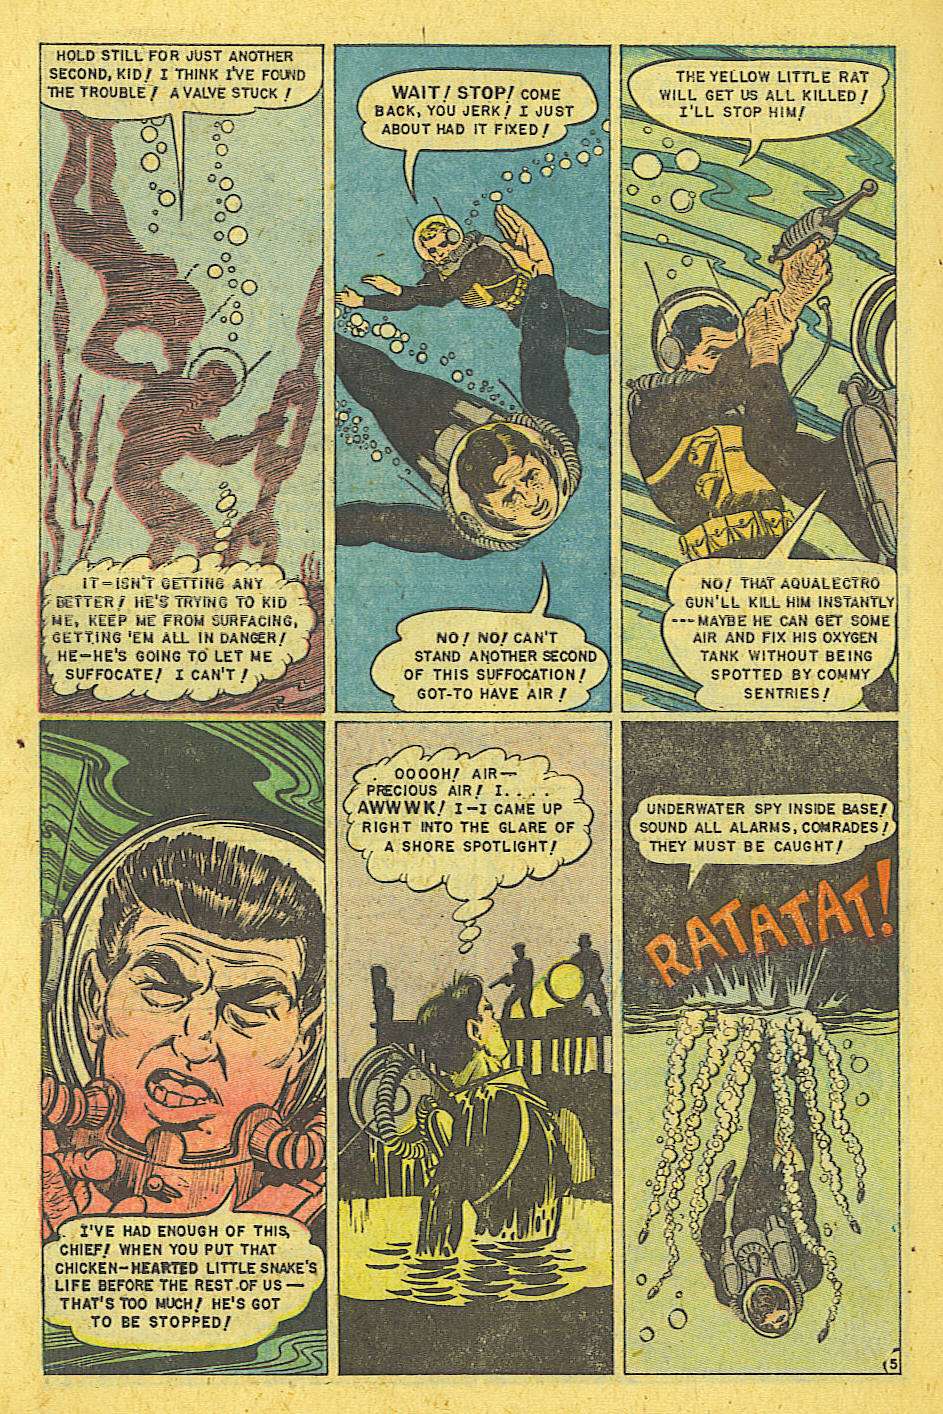 HOLD STILL FOR JUST ANOTHER
SECOND, KID! I THINK I'VE FOUND
THE TROUBLE! A VALVE STUCK!
IT-ISN'T GETTING ANY
BETTER! HE'S TRYING TO KID
ME, KEEP ME FROM SURFACING,
GETTING 'EM ALL IN DANGER!
HE-HE'S GOING TO LET ME
SUFFOCATE! I CAN'T!
WAIT! STOP! COME
BACK, YOU JERK! I JUST
ABOUT HAD IT FIXED!
NO! NO! CAN'T
STAND ANOTHER SECOND
OF THIS SUFFOCATION!
GOT-TO HAVE AIR!
THE YELLOW LITTLE RAT
WILL GET US ALL KILLED!
I'LL STOP HIM!
NO! THAT AQUALECTRO
GUN'LL KILL HIM INSTANTLY
---MAYBE HE CAN GET SOME
AIR AND FIX HIS OXYGEN
TANK WITHOUT BEING
SPOTTED BY COMMY
SENTRIES!
I'VE HAD ENOUGH OF THIS,
CHIEF! WHEN YOU PUT THAT
CHICKEN-HEARTED LITTLE SNAKE'S
LIFE BEFORE THE REST OF US—
THAT'S TOO MUCH! HE'S GOT
TO BE STOPPED!
OOOOH! AIR—
PRECIOUS AIR! I....
AWWWK! I-I CAME UP
RIGHT INTO THE GLARE OF
A SHORE SPOTLIGHT!
UNDERWATER SPY INSIDE BASE!
SOUND ALL ALARMS, COMRADES!
THEY MUST BE CAUGHT!
RATATAT!
5